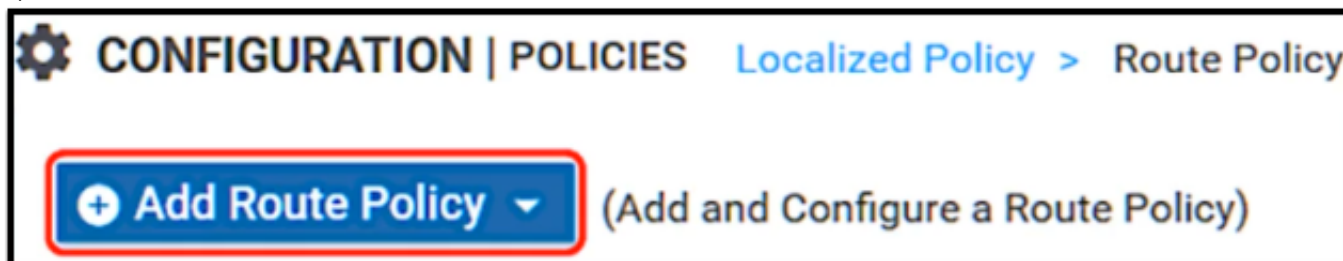 CONFIGURATION | POLICIES Localized Policy > Route Policy
Add Route Policy (Add and Configure a Route Policy)